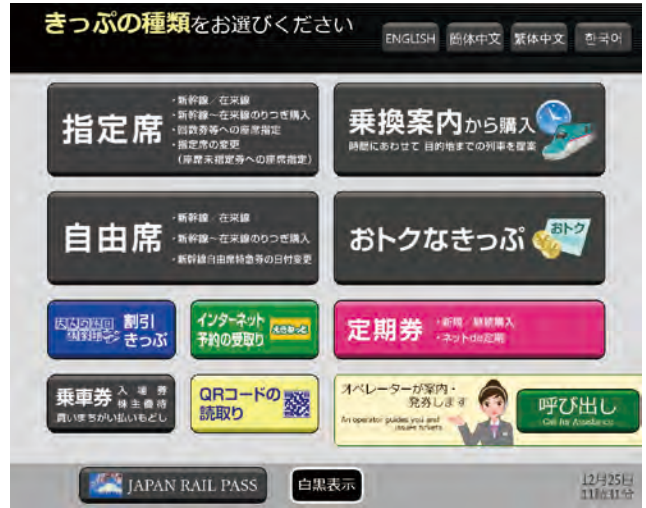 きっぷの種類をお選びください
ENGLISH 簡体中文 繁体中文 한국어
指定席
・新幹線/在来線
・新幹線~在来線のりつぎ購入
・回数券等への座席指定
・指定席の変更
(座席未指定券への座席指定)
乗換案内から購入
時間にあわせて 目的地までの列車を提案
自由席
・新幹線/在来線
・新幹線~在来線のりつぎ購入
・新幹線自由席特急券の日付変更
おトクなきっぷ
おトク
割引
きっぷ
インターネット
予約の受取り
えきねっと
定期券
・新規/継続購入
・ネットde定期
乗車券
入場券
株主優待
買いまちがい払いもどし
QRコードの
読取り
オペレーターが案内・
発券します
An operator guides you and
issues tickets.
呼び出し
Call for Assistance
JAPAN RAIL PASS
白黒表示
12月25日
11時11分